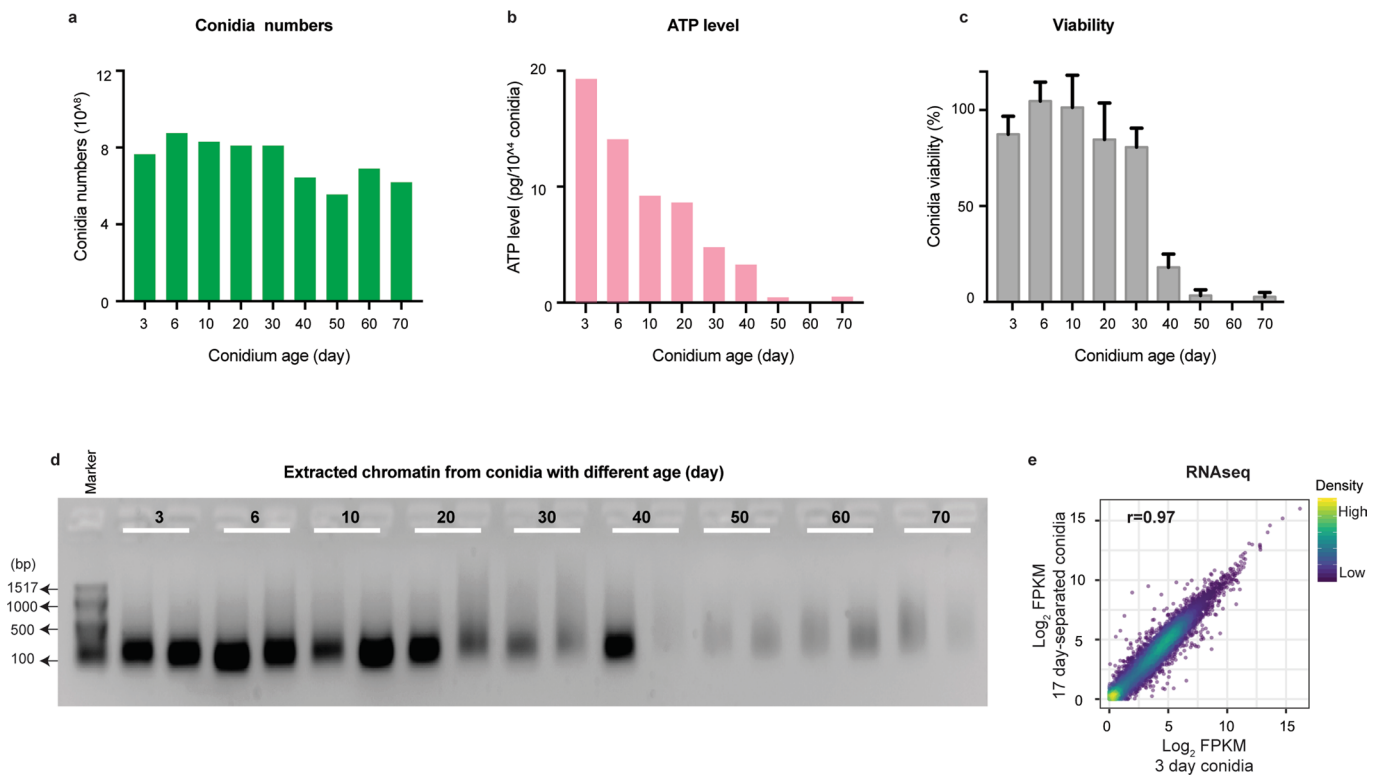 a
Conidia numbers
Conidia numbers (10^8)
12
8
4
0
3 6 10 20 30 40 50 60 70
Conidium age (day)
b
ATP level
ATP level (pg/10^4 conidia)
20
10
0
3 6 10 20 30 40 50 70
Conidium age (day)
c
Viability
Conidia viability (%)
100
50
0
3 6 10 20 30 40 50 60 70
Conidium age (day)
d
Marker
Extracted chromatin from conidia with different age (day)
3 6 10 20 30 40 50 60 70
(bp)
1517
1000
500
100
e
RNAseq
r=0.97
Log2 FPKM
17 day-separated conidia
15
10
5
0
0 5 10 15
Log2 FPKM
3 day conidia
Density
High
Low